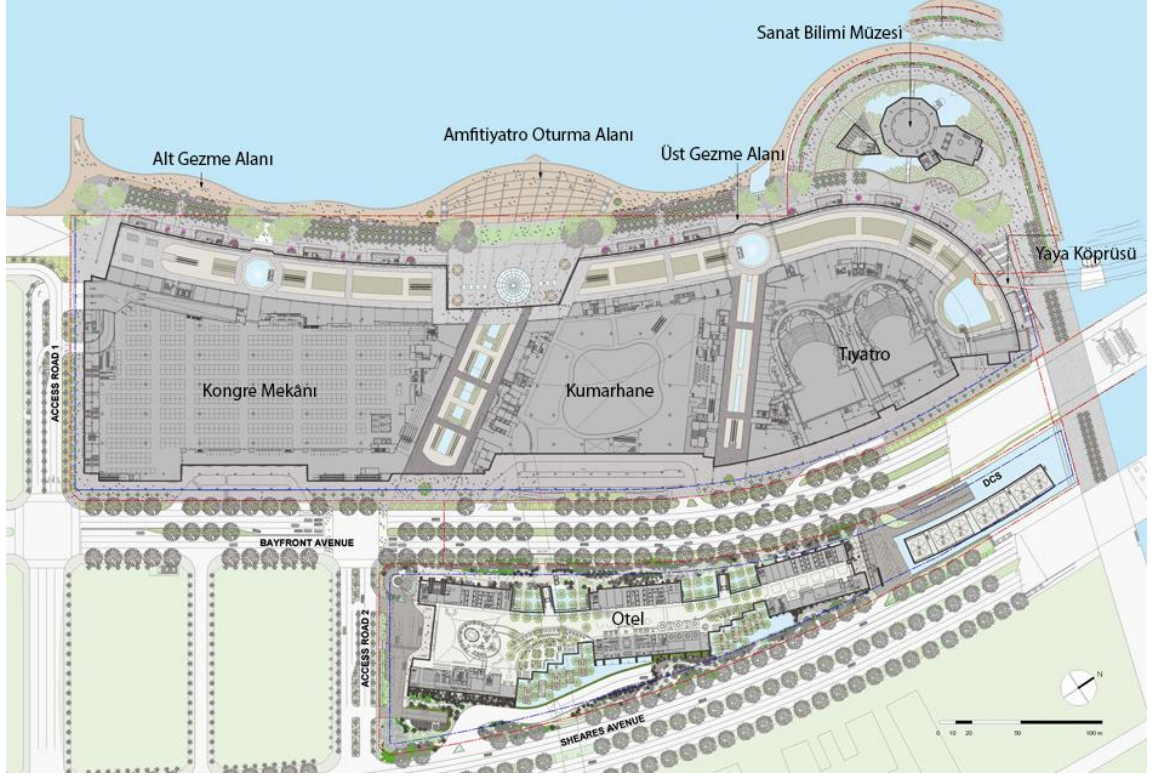 Sanat Bilimi Müzesi
Amfitiyatro Oturma Alanı
Alt Gezme Alanı
Üst Gezme Alanı
Yaya Köprüsü
Tiyatro
Kongre Mekânı
Kumarhane
ACCESS ROAD 1
DCS
BAYFRONT AVENUE
Otel
ACCESS ROAD 2
SHEARES AVENUE
N
0 10 20 50 100 m